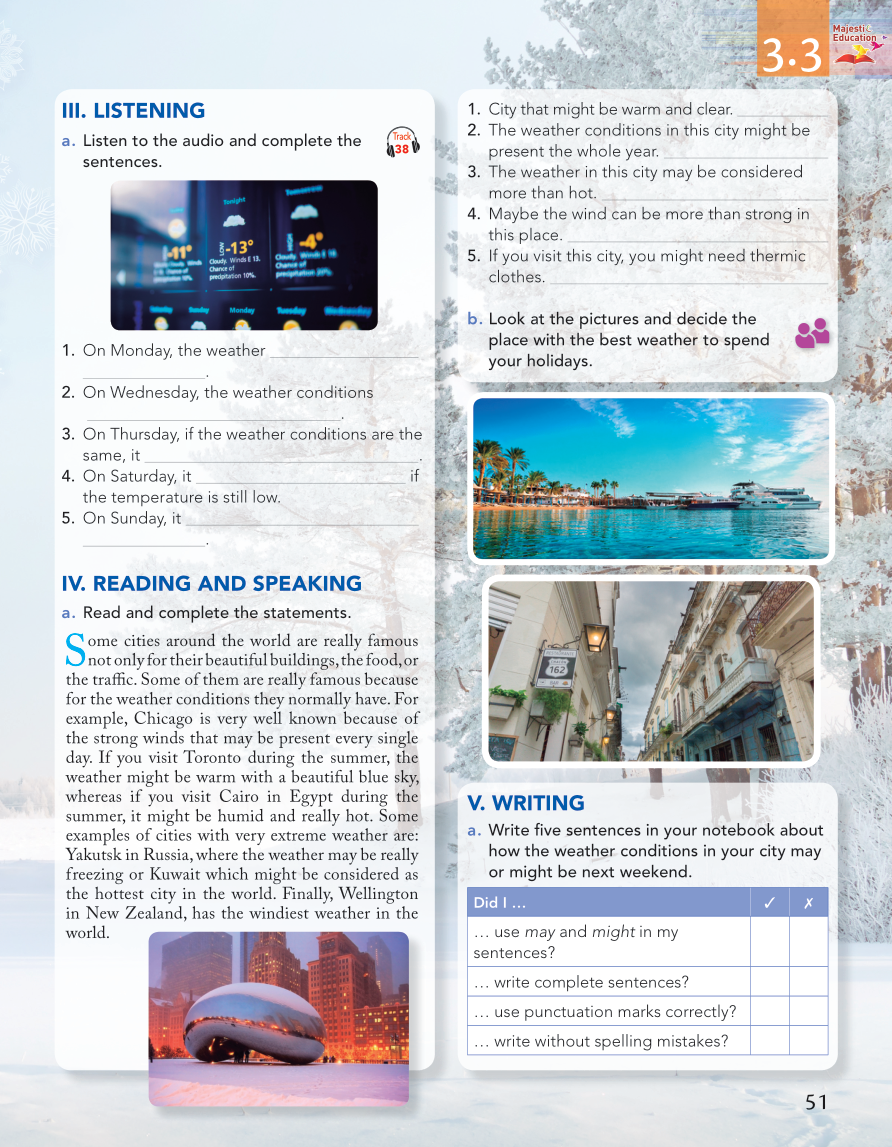 3.3
Majestic
Education
III. LISTENING
a. Listen to the audio and complete the
sentences.
Track
38
Tonight
Tomorrow
-11°
LOW
-13°
HIGH
-4°
Cloudy. Winds E 13.
Chance of
precipitation 10%.
Cloudy. Winds E 18.
Chance of
precipitation 20%.
Saturday Sunday Monday Tuesday Wednesday
1. On Monday, the weather ____________________
____________________.
2. On Wednesday, the weather conditions
____________________.
3. On Thursday, if the weather conditions are the
same, it ____________________.
4. On Saturday, it ____________________ if
the temperature is still low.
5. On Sunday, it ____________________
____________________.
IV. READING AND SPEAKING
a. Read and complete the statements.
Some cities around the world are really famous
not only for their beautiful buildings, the food, or
the traffic. Some of them are really famous because
for the weather conditions they normally have. For
example, Chicago is very well known because of
the strong winds that may be present every single
day. If you visit Toronto during the summer, the
weather might be warm with a beautiful blue sky,
whereas if you visit Cairo in Egypt during the
summer, it might be humid and really hot. Some
examples of cities with very extreme weather are:
Yakutsk in Russia, where the weather may be really
freezing or Kuwait which might be considered as
the hottest city in the world. Finally, Wellington
in New Zealand, has the windiest weather in the
world.
1. City that might be warm and clear. ____________________
2. The weather conditions in this city might be
present the whole year. ____________________
3. The weather in this city may be considered
more than hot. ____________________
4. Maybe the wind can be more than strong in
this place. ____________________
5. If you visit this city, you might need thermic
clothes. ____________________
b. Look at the pictures and decide the
place with the best weather to spend
your holidays.
RESTAURANTE
162
BAR
V. WRITING
a. Write five sentences in your notebook about
how the weather conditions in your city may
or might be next weekend.
Did I … ✓ ✗
… use may and might in my
sentences?
… write complete sentences?
… use punctuation marks correctly?
… write without spelling mistakes?
51